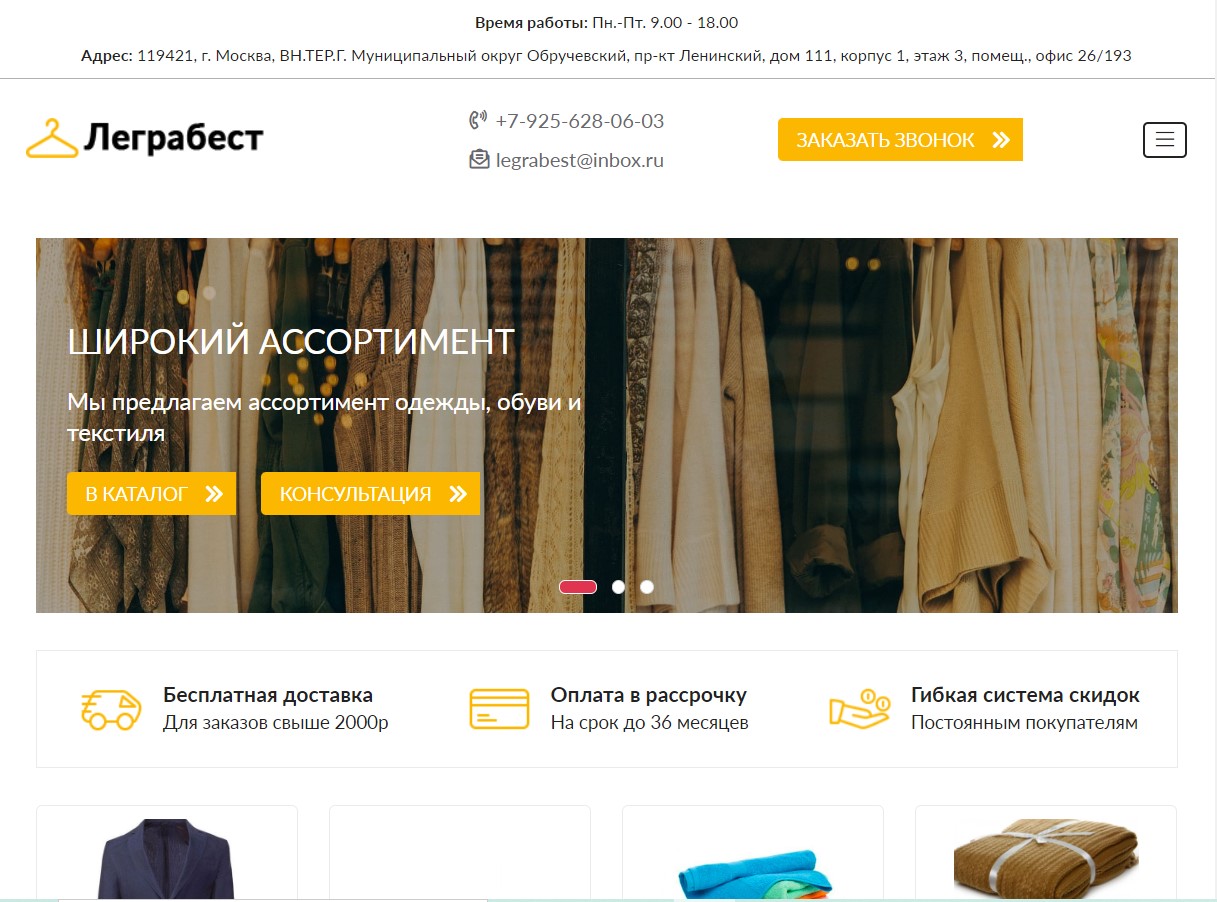 Время работы: Пн.-Пт. 9.00 - 18.00
Адрес: 119421, г. Москва, ВН.ТЕР.Г. Муниципальный округ Обручевский, пр-кт Ленинский, дом 111, корпус 1, этаж 3, помещ., офис 26/193
Леграбест
+7-925-628-06-03
legrabest@inbox.ru
ЗАКАЗАТЬ ЗВОНОК
ШИРОКИЙ АССОРТИМЕНТ
Мы предлагаем ассортимент одежды, обуви и
текстиля
В КАТАЛОГ
КОНСУЛЬТАЦИЯ
Бесплатная доставка
Для заказов свыше 2000р
Оплата в рассрочку
На срок до 36 месяцев
Гибкая система скидок
Постоянным покупателям